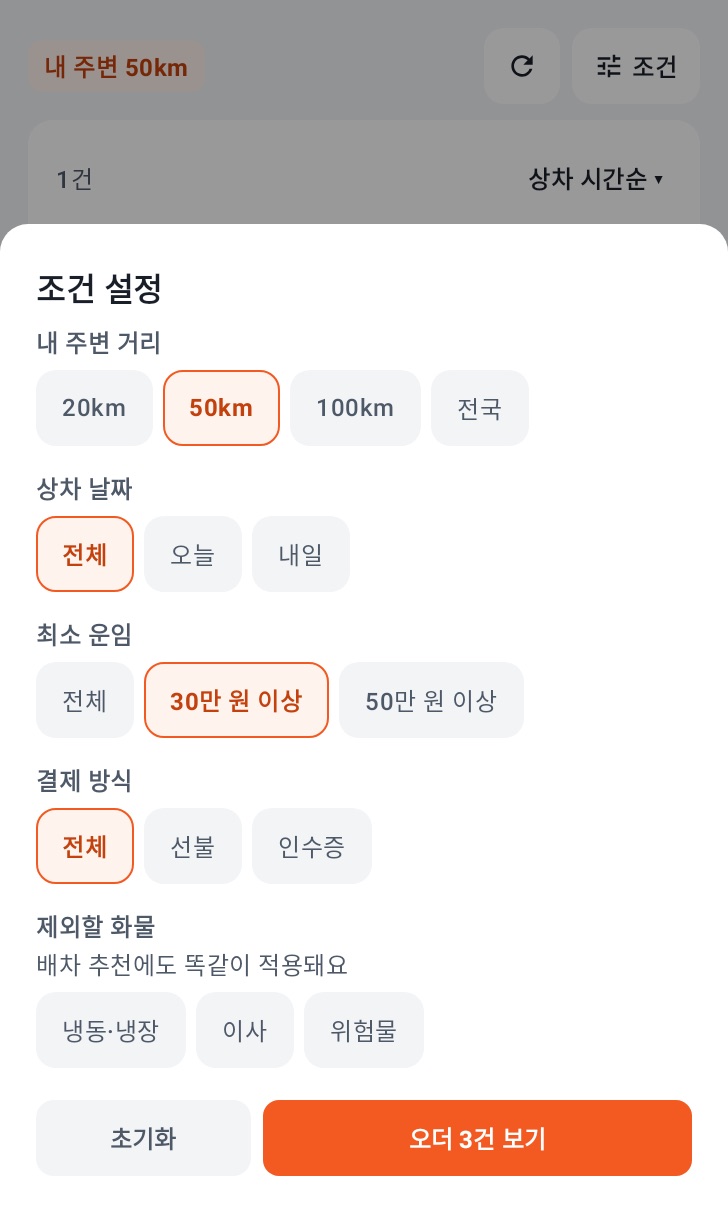 내 주변 50km
조건
1건
상차 시간순 ▼
조건 설정
내 주변 거리
20km 50km 100km 전국
상차 날짜
전체 오늘 내일
최소 운임
전체 30만 원 이상 50만 원 이상
결제 방식
전체 선불 인수증
제외할 화물
배차 추천에도 똑같이 적용돼요
냉동·냉장 이사 위험물
초기화 오더 3건 보기